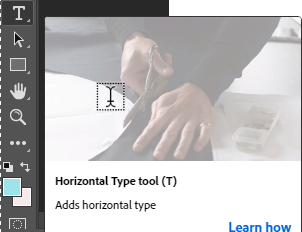 T
Horizontal Type tool (T)
Adds horizontal type
Learn how